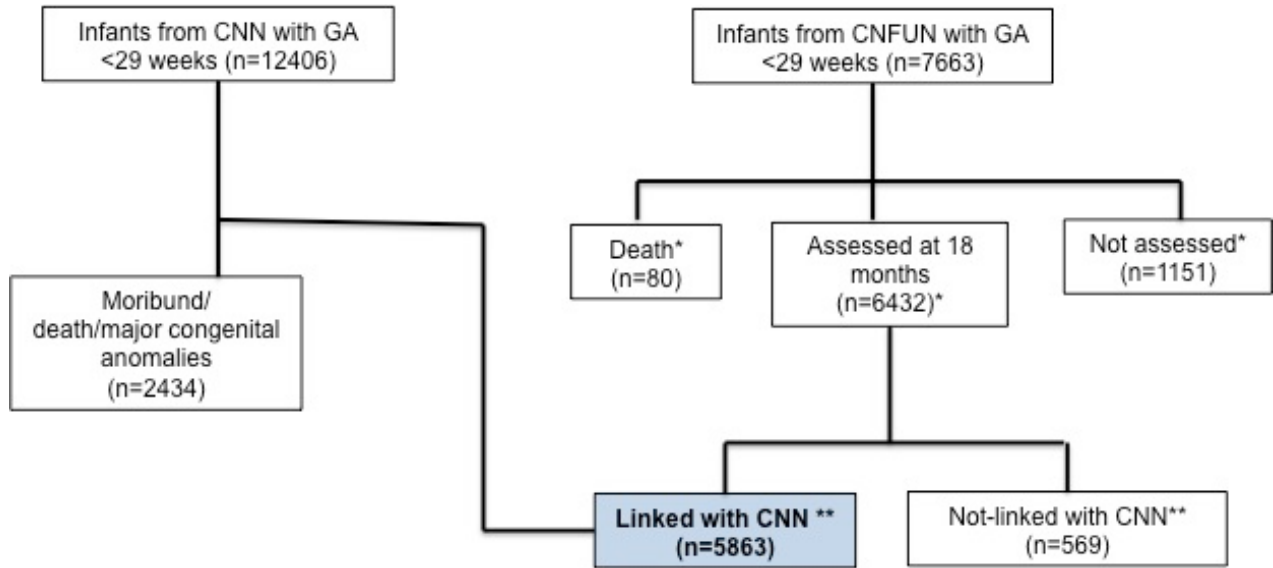 Infants from CNN with GA
<29 weeks (n=12406)
Infants from CNFUN with GA
<29 weeks (n=7663)
Death*
(n=80)
Assessed at 18
months
(n=6432)*
Not assessed*
(n=1151)
Moribund/
death/major congenital
anomalies
(n=2434)
Linked with CNN **
(n=5863)
Not-linked with CNN**
(n=569)